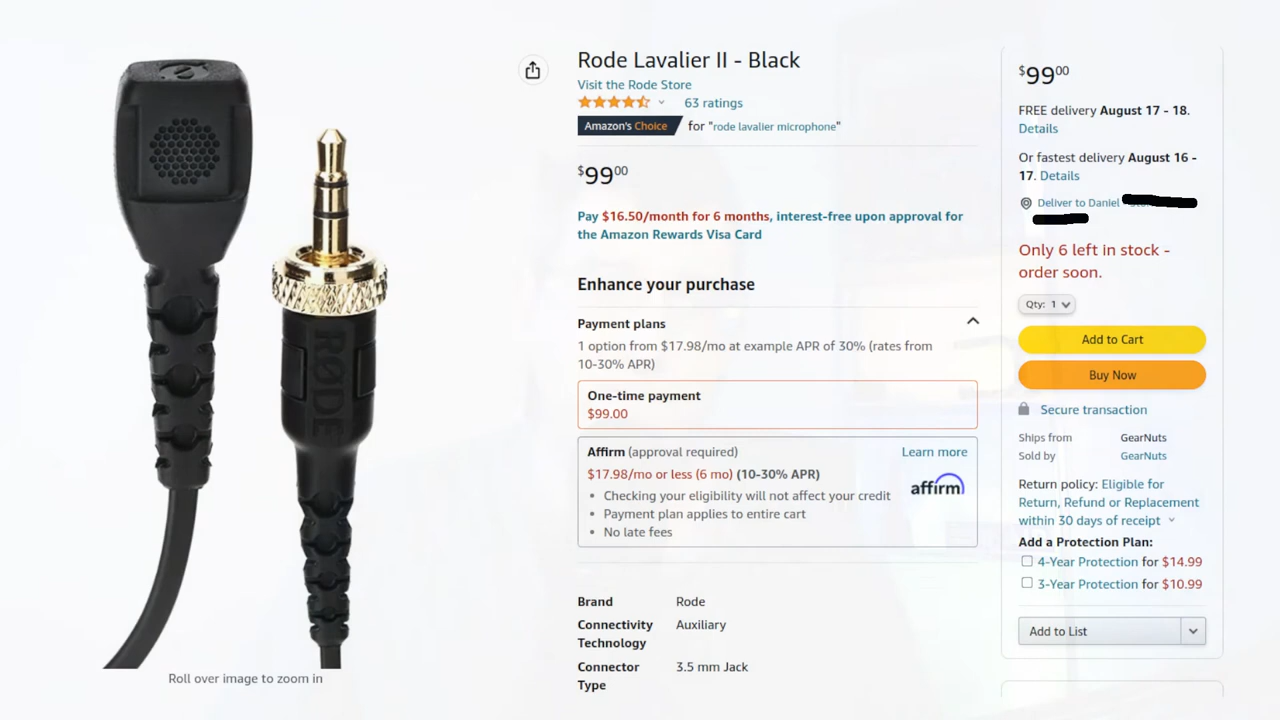 RØDE
Roll over image to zoom in
Rode Lavalier II - Black
Visit the Rode Store
63 ratings
Amazon's Choice for "rode lavalier microphone"
$99 00
Pay $16.50/month for 6 months, interest-free upon approval for
the Amazon Rewards Visa Card
Enhance your purchase
Payment plans
1 option from $17.98/mo at example APR of 30% (rates from
10-30% APR)
One-time payment
$99.00
Affirm (approval required) Learn more
$17.98/mo or less (6 mo) (10-30% APR)
affirm
• Checking your eligibility will not affect your credit
• Payment plan applies to entire cart
• No late fees
Brand Rode
Connectivity Auxiliary
Technology
Connector 3.5 mm Jack
Type
$99 00
FREE delivery August 17 - 18.
Details
Or fastest delivery August 16 -
17. Details
Deliver to Daniel
Only 6 left in stock -
order soon.
Qty: 1
Add to Cart
Buy Now
Secure transaction
Ships from GearNuts
Sold by GearNuts
Return policy: Eligible for
Return, Refund or Replacement
within 30 days of receipt
Add a Protection Plan:
4-Year Protection for $14.99
3-Year Protection for $10.99
Add to List